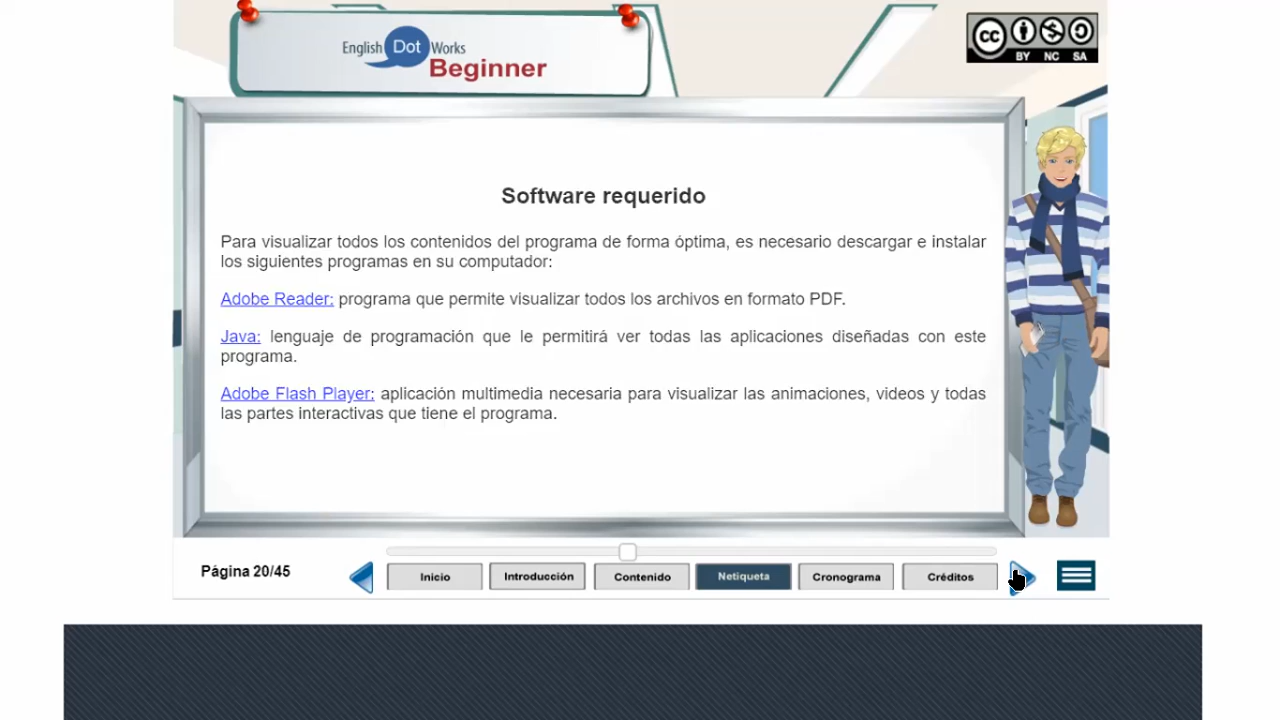 English Dot Works
Beginner
cc
BY NC SA
Software requerido
Para visualizar todos los contenidos del programa de forma óptima, es necesario descargar e instalar
los siguientes programas en su computador:
Adobe Reader: programa que permite visualizar todos los archivos en formato PDF.
Java: lenguaje de programación que le permitirá ver todas las aplicaciones diseñadas con este
programa.
Adobe Flash Player: aplicación multimedia necesaria para visualizar las animaciones, videos y todas
las partes interactivas que tiene el programa.
Página 20/45
Inicio
Introducción
Contenido
Netiqueta
Cronograma
Créditos